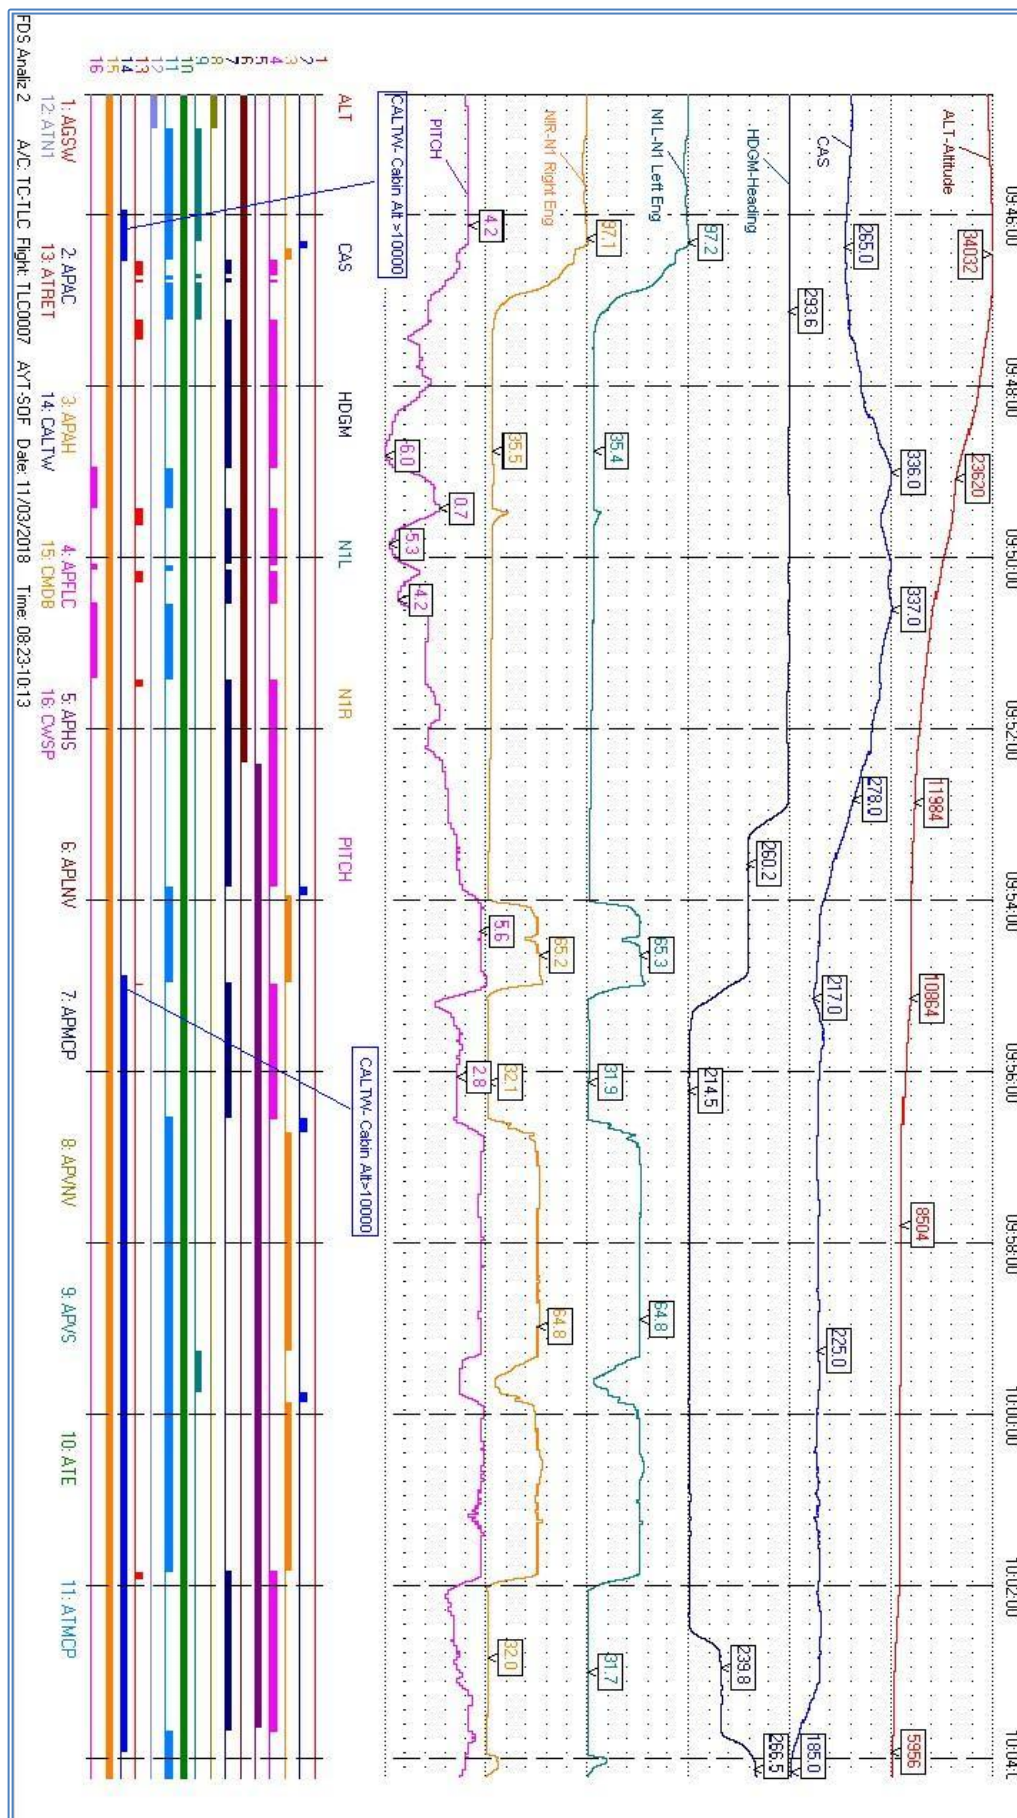 09:46:00 09:48:00 09:50:00 09:52:00 09:54:00 09:56:00 09:58:00 10:00:00 10:02:00 10:04:0
ALT-Altitude
34032 23620 11984 10864 8504 5956
CAS
265.0 336.0 337.0 278.0 217.0 225.0 185.0
HDGM-Heading
293.6 260.2 214.5 239.8 266.5
N1L-N1 Left Eng
97.2 35.4 65.3 31.9 64.8 31.7
N1R-N1 Right Eng
97.1 35.5 65.2 32.1 64.8 32.0
PITCH
4.2 -6.0 0.7 -5.3 -4.2 5.6 2.8
CALTW- Cabin Alt >10000
CALTW- Cabin Alt>10000
ALT CAS HDGM N1L N1R PITCH
1
2
3
4
5
6
7
8
9
10
11
12
13
14
15
16
1: AGSW 2: APAC 3: APAH 4: APFLC 5: APHS 6: APLNV 7: APMCP 8: APVNV 9: APVS 10: ATE 11: ATMCP
12: ATN1 13: ATRET 14: CALTW 15: CMDB 16: CWSP
FDS Analiz 2 A/C: TC-TLC Flight: TLC0007 AYT-SOF Date: 11/03/2018 Time: 08:23-10:13